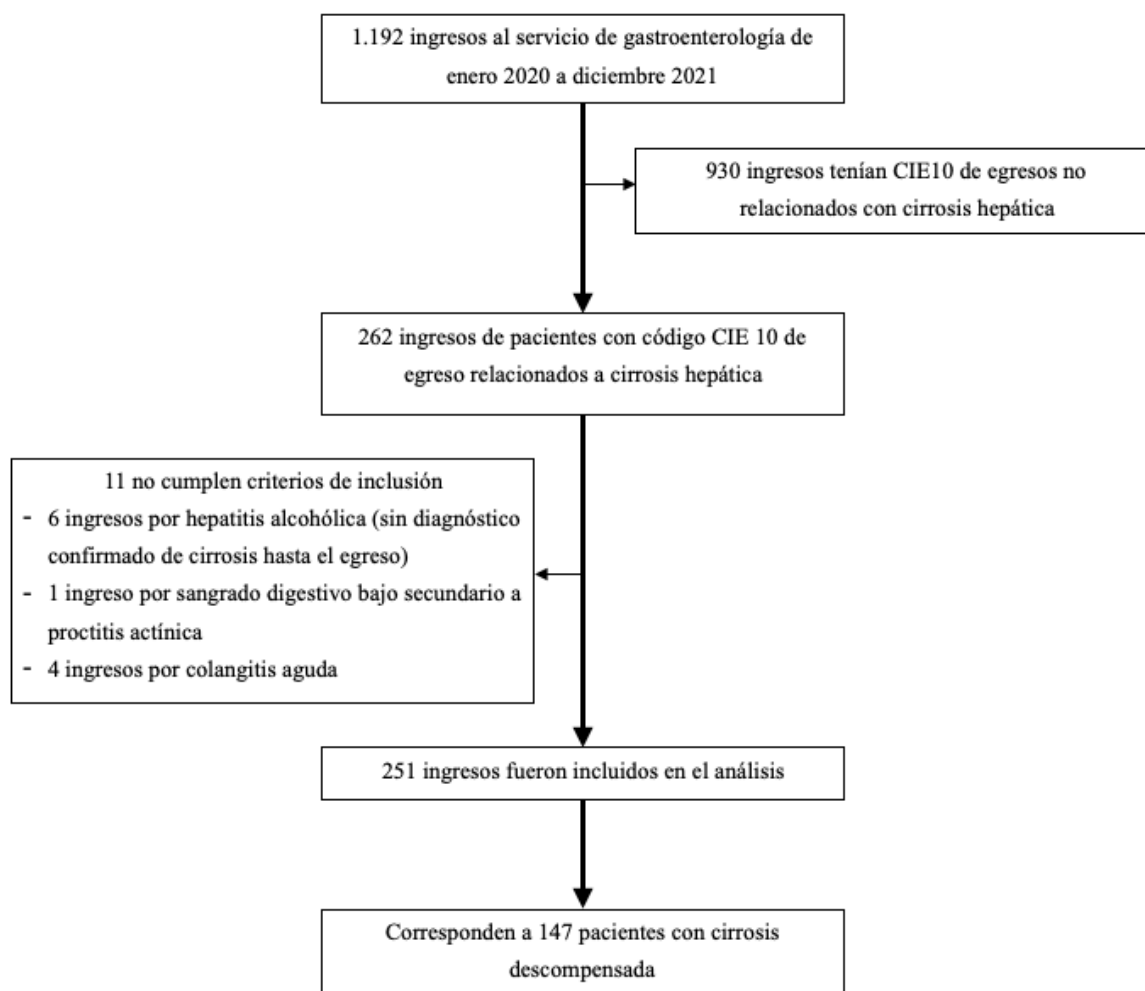 1.192 ingresos al servicio de gastroenterología de
enero 2020 a diciembre 2021
930 ingresos tenían CIE10 de egresos no
relacionados con cirrosis hepática
262 ingresos de pacientes con código CIE 10 de
egreso relacionados a cirrosis hepática
11 no cumplen criterios de inclusión
- 6 ingresos por hepatitis alcohólica (sin diagnóstico
confirmado de cirrosis hasta el egreso)
- 1 ingreso por sangrado digestivo bajo secundario a
proctitis actínica
- 4 ingresos por colangitis aguda
251 ingresos fueron incluidos en el análisis
Corresponden a 147 pacientes con cirrosis
descompensada